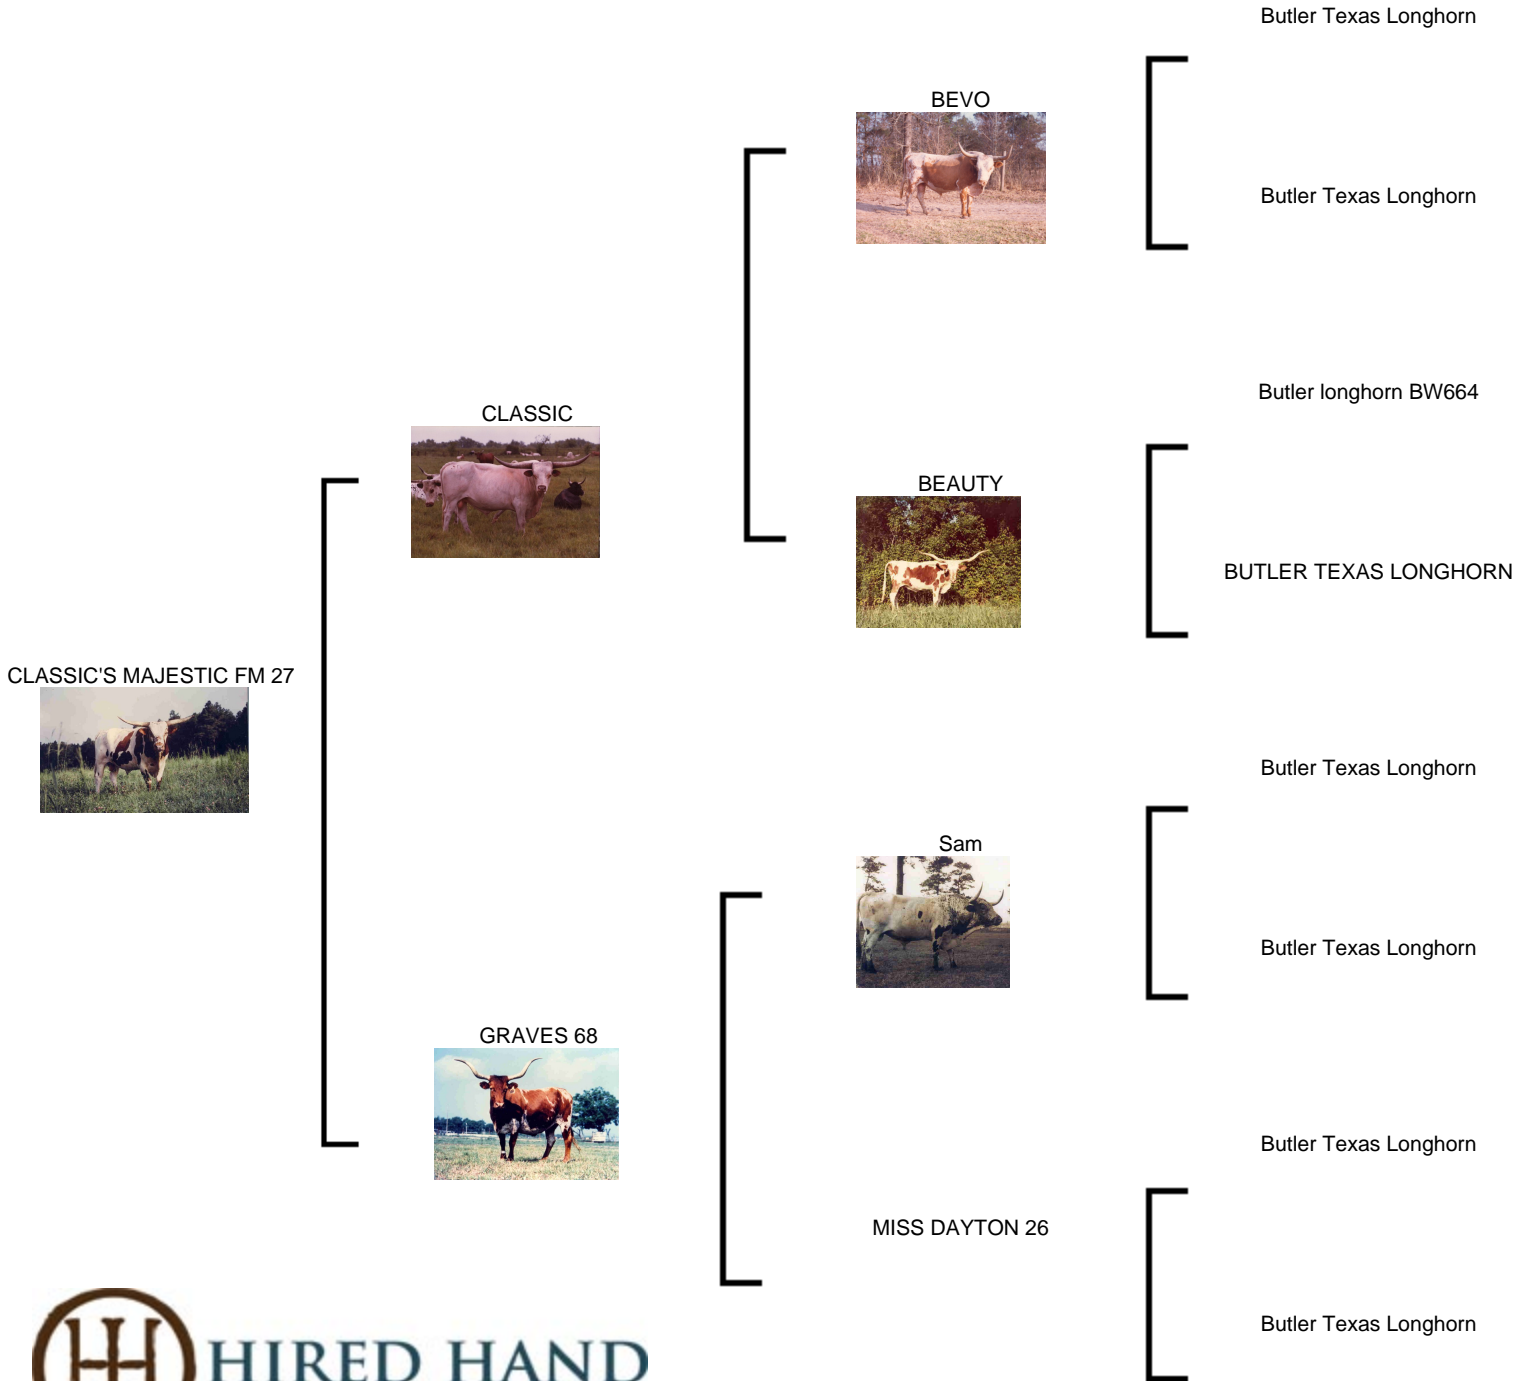 Butler Texas Longhorn
BEVO
Butler Texas Longhorn
Butler longhorn BW664
CLASSIC
BEAUTY
BUTLER TEXAS LONGHORN
CLASSIC'S MAJESTIC FM 27
Butler Texas Longhorn
Sam
Butler Texas Longhorn
GRAVES 68
Butler Texas Longhorn
MISS DAYTON 26
Butler Texas Longhorn
HIRED HAND